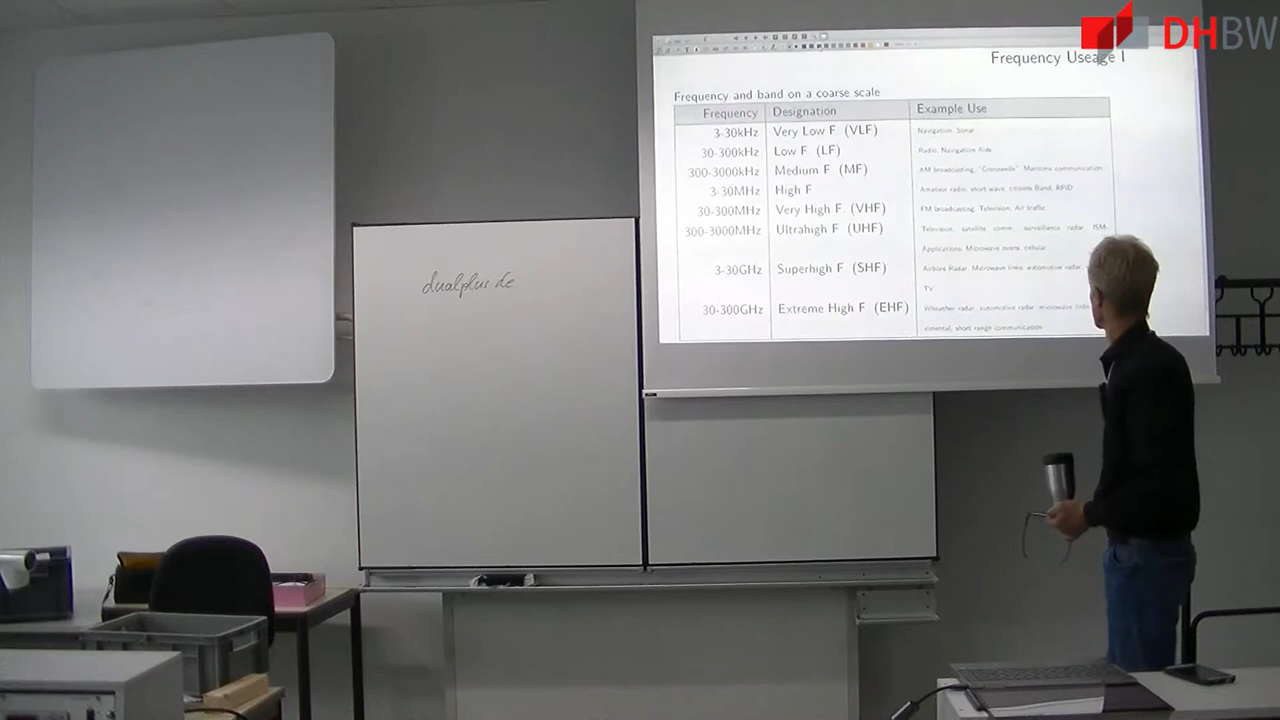 DHBW
Frequency Useage I
Frequency and band on a coarse scale
Frequency Designation Example Use
3-30kHz Very Low F (VLF) Navigation, Sonar
30-300kHz Low F (LF) Radio, Navigation Aids
300-3000kHz Medium F (MF) AM broadcasting, "Grenzwelle" Maritime communication
3-30MHz High F Amateur radio, short wave, citizens Band, RFID
30-300MHz Very High F (VHF) FM broadcasting, Television, Air traffic
300-3000MHz Ultrahigh F (UHF) Television, satellite comm. surveillance radar, ISM-
Applications, Microwave ovens, cellular
3-30GHz Superhigh F (SHF) Airbore Radar, Microwave links, automotive radar
TV
30-300GHz Extreme High F (EHF) Wheather radar, automotive radar, microwave links
erimental, short rangh communication
dualplus de